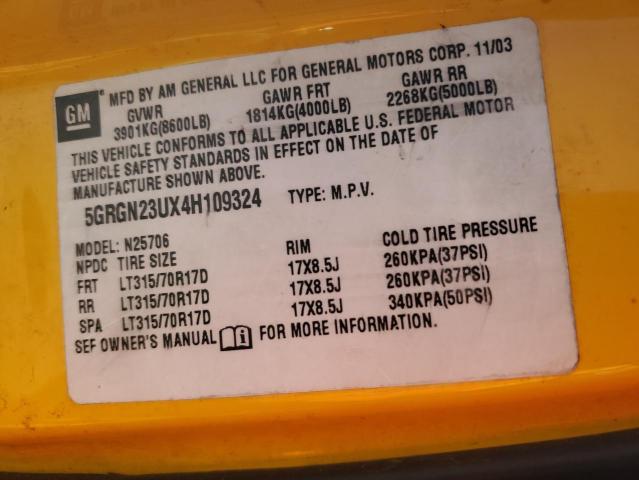 GM
® MFD BY AM GENERAL LLC FOR GENERAL MOTORS CORP. 11/03
GVWR GAWR FRT GAWR RR
3901KG(8600LB) 1814KG(4000LB) 2268KG(5000LB)
THIS VEHICLE CONFORMS TO ALL APPLICABLE U.S. FEDERAL MOTOR
VEHICLE SAFETY STANDARDS IN EFFECT ON THE DATE OF
MANUFACTURE SHOWN ABOVE.
5GRGN23UX4H109324 TYPE: M.P.V.
MODEL: N25706
NPDC TIRE SIZE RIM COLD TIRE PRESSURE
FRT LT315/70R17D 17X8.5J 260KPA(37PSI)
RR LT315/70R17D 17X8.5J 260KPA(37PSI)
SPA LT315/70R17D 17X8.5J 340KPA(50PSI)
SEE OWNER'S MANUAL i FOR MORE INFORMATION.